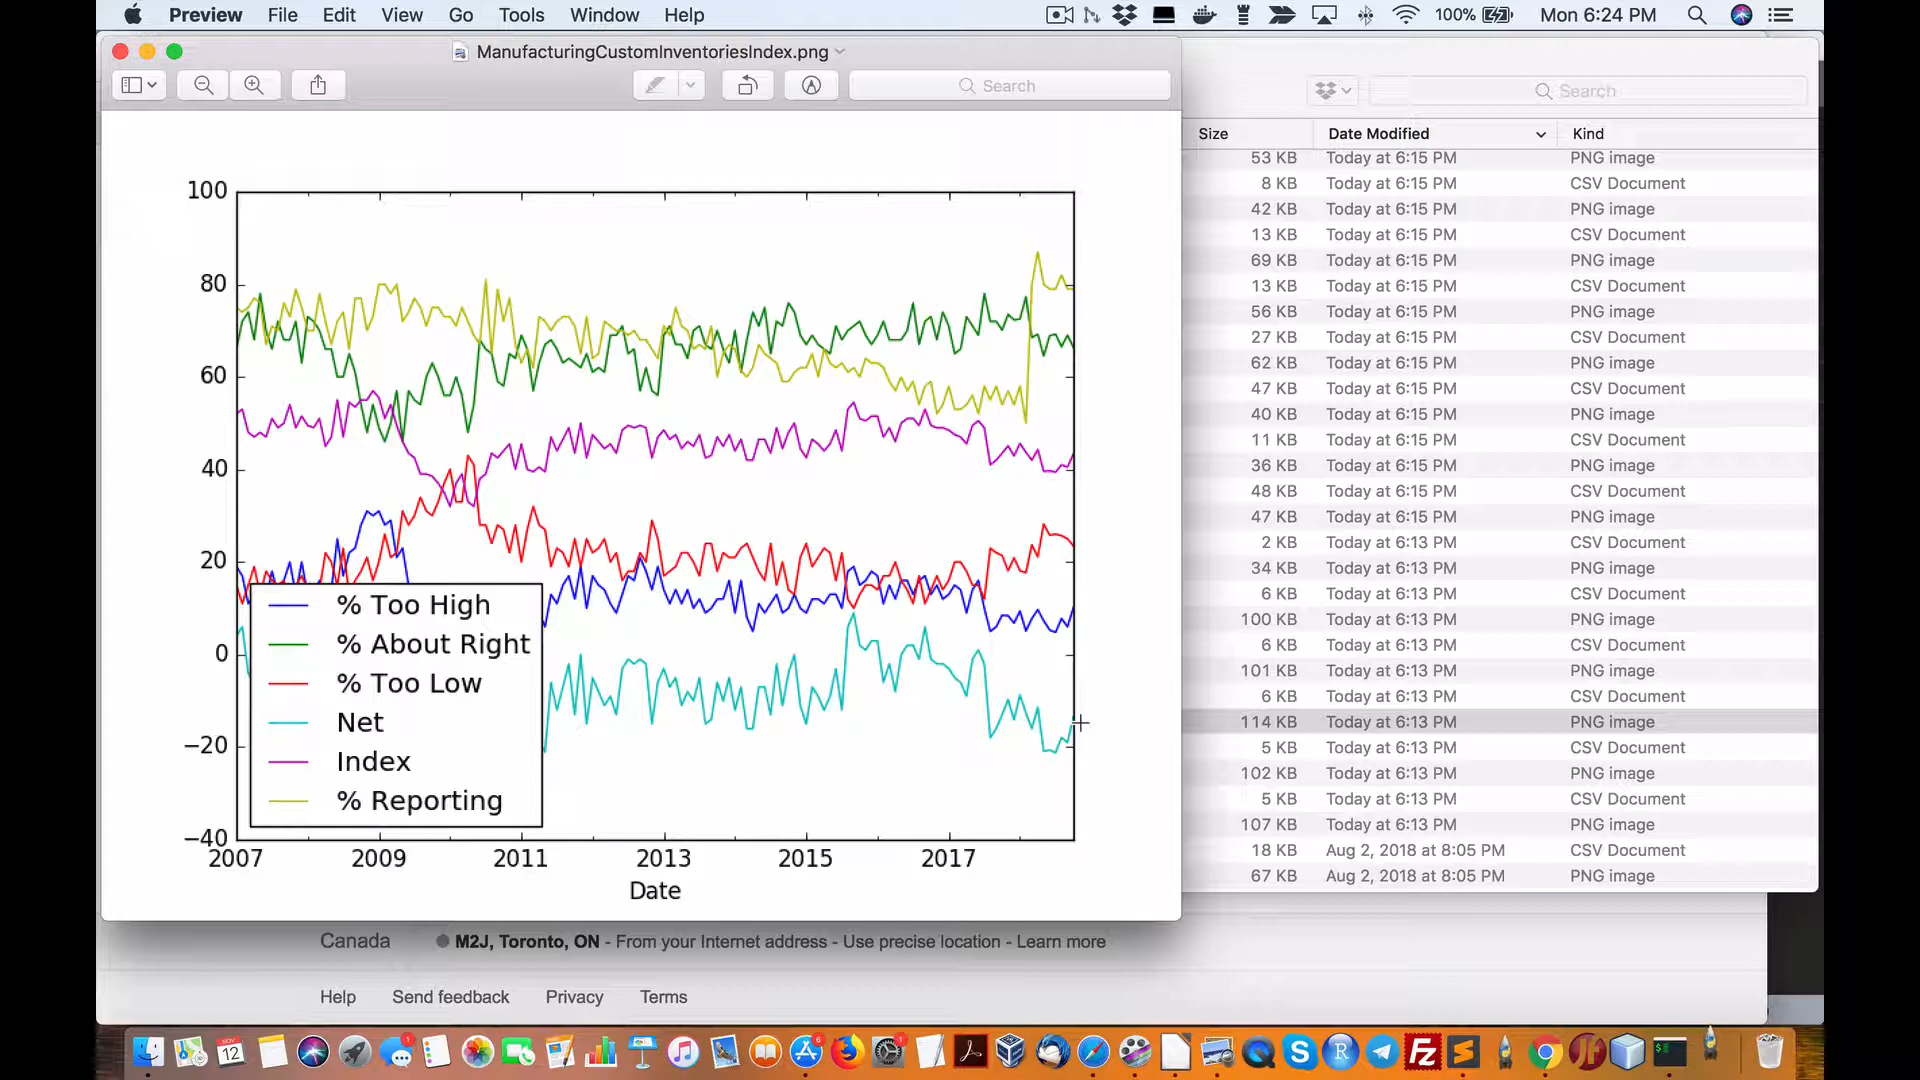 Preview File Edit View Go Tools Window Help 100% Mon 6:24 PM
ManufacturingCustomInventoriesIndex.png
Search
Search
Size Date Modified Kind
53 KB Today at 6:15 PM PNG image
8 KB Today at 6:15 PM CSV Document
42 KB Today at 6:15 PM PNG image
13 KB Today at 6:15 PM CSV Document
69 KB Today at 6:15 PM PNG image
13 KB Today at 6:15 PM CSV Document
56 KB Today at 6:15 PM PNG image
27 KB Today at 6:15 PM CSV Document
62 KB Today at 6:15 PM PNG image
47 KB Today at 6:15 PM CSV Document
40 KB Today at 6:15 PM PNG image
11 KB Today at 6:15 PM CSV Document
36 KB Today at 6:15 PM PNG image
48 KB Today at 6:15 PM CSV Document
47 KB Today at 6:15 PM PNG image
2 KB Today at 6:13 PM CSV Document
34 KB Today at 6:13 PM PNG image
6 KB Today at 6:13 PM CSV Document
100 KB Today at 6:13 PM PNG image
6 KB Today at 6:13 PM CSV Document
101 KB Today at 6:13 PM PNG image
6 KB Today at 6:13 PM CSV Document
114 KB Today at 6:13 PM PNG image
5 KB Today at 6:13 PM CSV Document
102 KB Today at 6:13 PM PNG image
5 KB Today at 6:13 PM CSV Document
107 KB Today at 6:13 PM PNG image
18 KB Aug 2, 2018 at 8:05 PM CSV Document
67 KB Aug 2, 2018 at 8:05 PM PNG image
100
80
60
40
20
0
−20
−40
% Too High
% About Right
% Too Low
Net
Index
% Reporting
2007 2009 2011 2013 2015 2017
Date
Canada M2J, Toronto, ON - From your Internet address - Use precise location - Learn more
Help Send feedback Privacy Terms
NOV
12